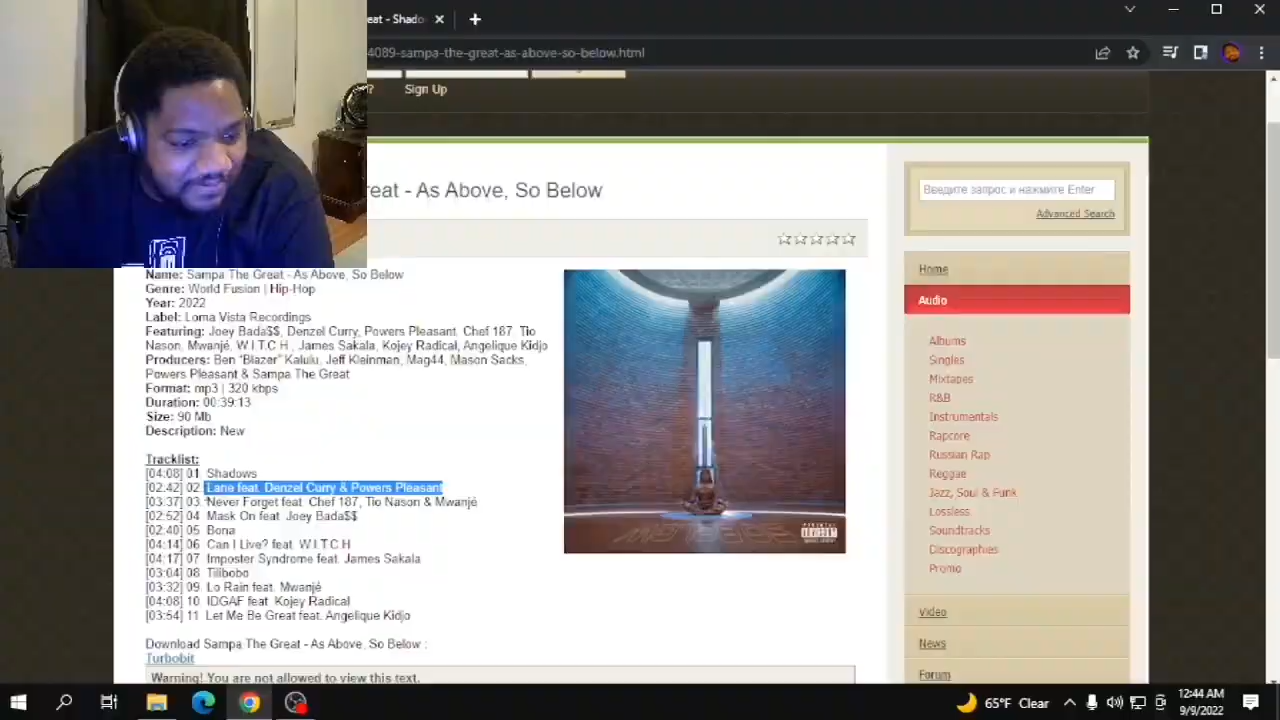 eat - Shado
4089-sampa-the-great-as-above-so-below.html
?
Sign Up
reat - As Above, So Below
Введите запрос и нажмите Enter
Advanced Search
Name: Sampa The Great - As Above, So Below
Genre: World Fusion | Hip-Hop
Year: 2022
Label: Loma Vista Recordings
Featuring: Joey Bada$$, Denzel Curry, Powers Pleasant, Chef 187, Tio
Nason, Mwanjé, W.I.T.C.H., James Sakala, Kojey Radical, Angelique Kidjo
Producers: Ben "Blazer" Kalulu, Jeff Kleinman, Mag44, Mason Sacks,
Powers Pleasant & Sampa The Great
Format: mp3 | 320 kbps
Duration: 00:39:13
Size: 90 Mb
Description: New
Tracklist:
[04:08] 01. Shadows
[02:42] 02. Lane feat. Denzel Curry & Powers Pleasant
[03:37] 03. Never Forget feat. Chef 187, Tio Nason & Mwanjé
[02:52] 04. Mask On feat. Joey Bada$$
[02:40] 05. Bona
[04:14] 06. Can I Live? feat. W.I.T.C.H.
[04:17] 07. Imposter Syndrome feat. James Sakala
[03:04] 08. Tilibobo
[03:32] 09. Lo Rain feat. Mwanjé
[04:08] 10. IDGAF feat. Kojey Radical
[03:54] 11. Let Me Be Great feat. Angelique Kidjo
Download Sampa The Great - As Above, So Below :
Turbobit
Warning! You are not allowed to view this text.
PARENTAL
ADVISORY
Home
Audio
Albums
Singles
Mixtapes
R&B
Instrumentals
Rapcore
Russian Rap
Reggae
Jazz, Soul & Funk
Lossless
Soundtracks
Discographies
Promo
Video
News
Forum
65°F Clear
12:44 AM
9/9/2022